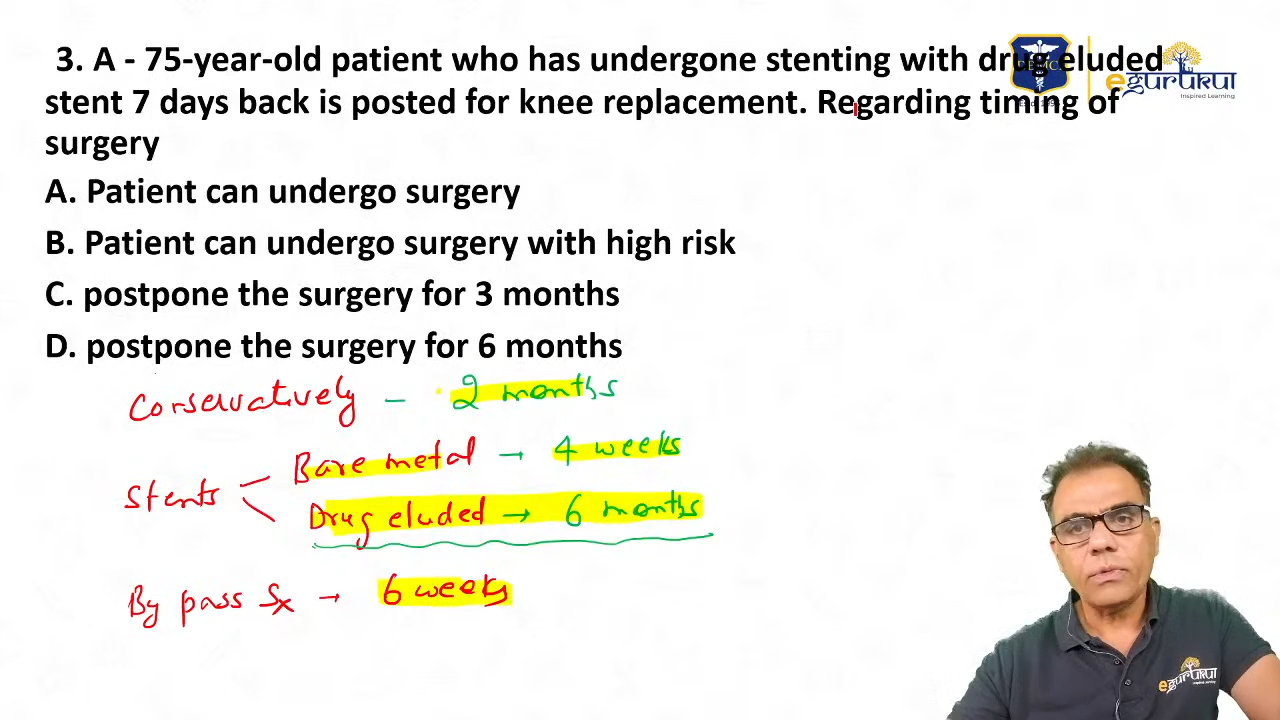 3. A - 75-year-old patient who has undergone stenting with drug eluded
stent 7 days back is posted for knee replacement. Regarding timing of
surgery
A. Patient can undergo surgery
B. Patient can undergo surgery with high risk
C. postpone the surgery for 3 months
D. postpone the surgery for 6 months
Conservatively – 2 months
Stents
Bare metal → 4 weeks
Drug eluded → 6 months
By pass Sx → 6 weeks
egurukul
Inspired Learning
egurukul